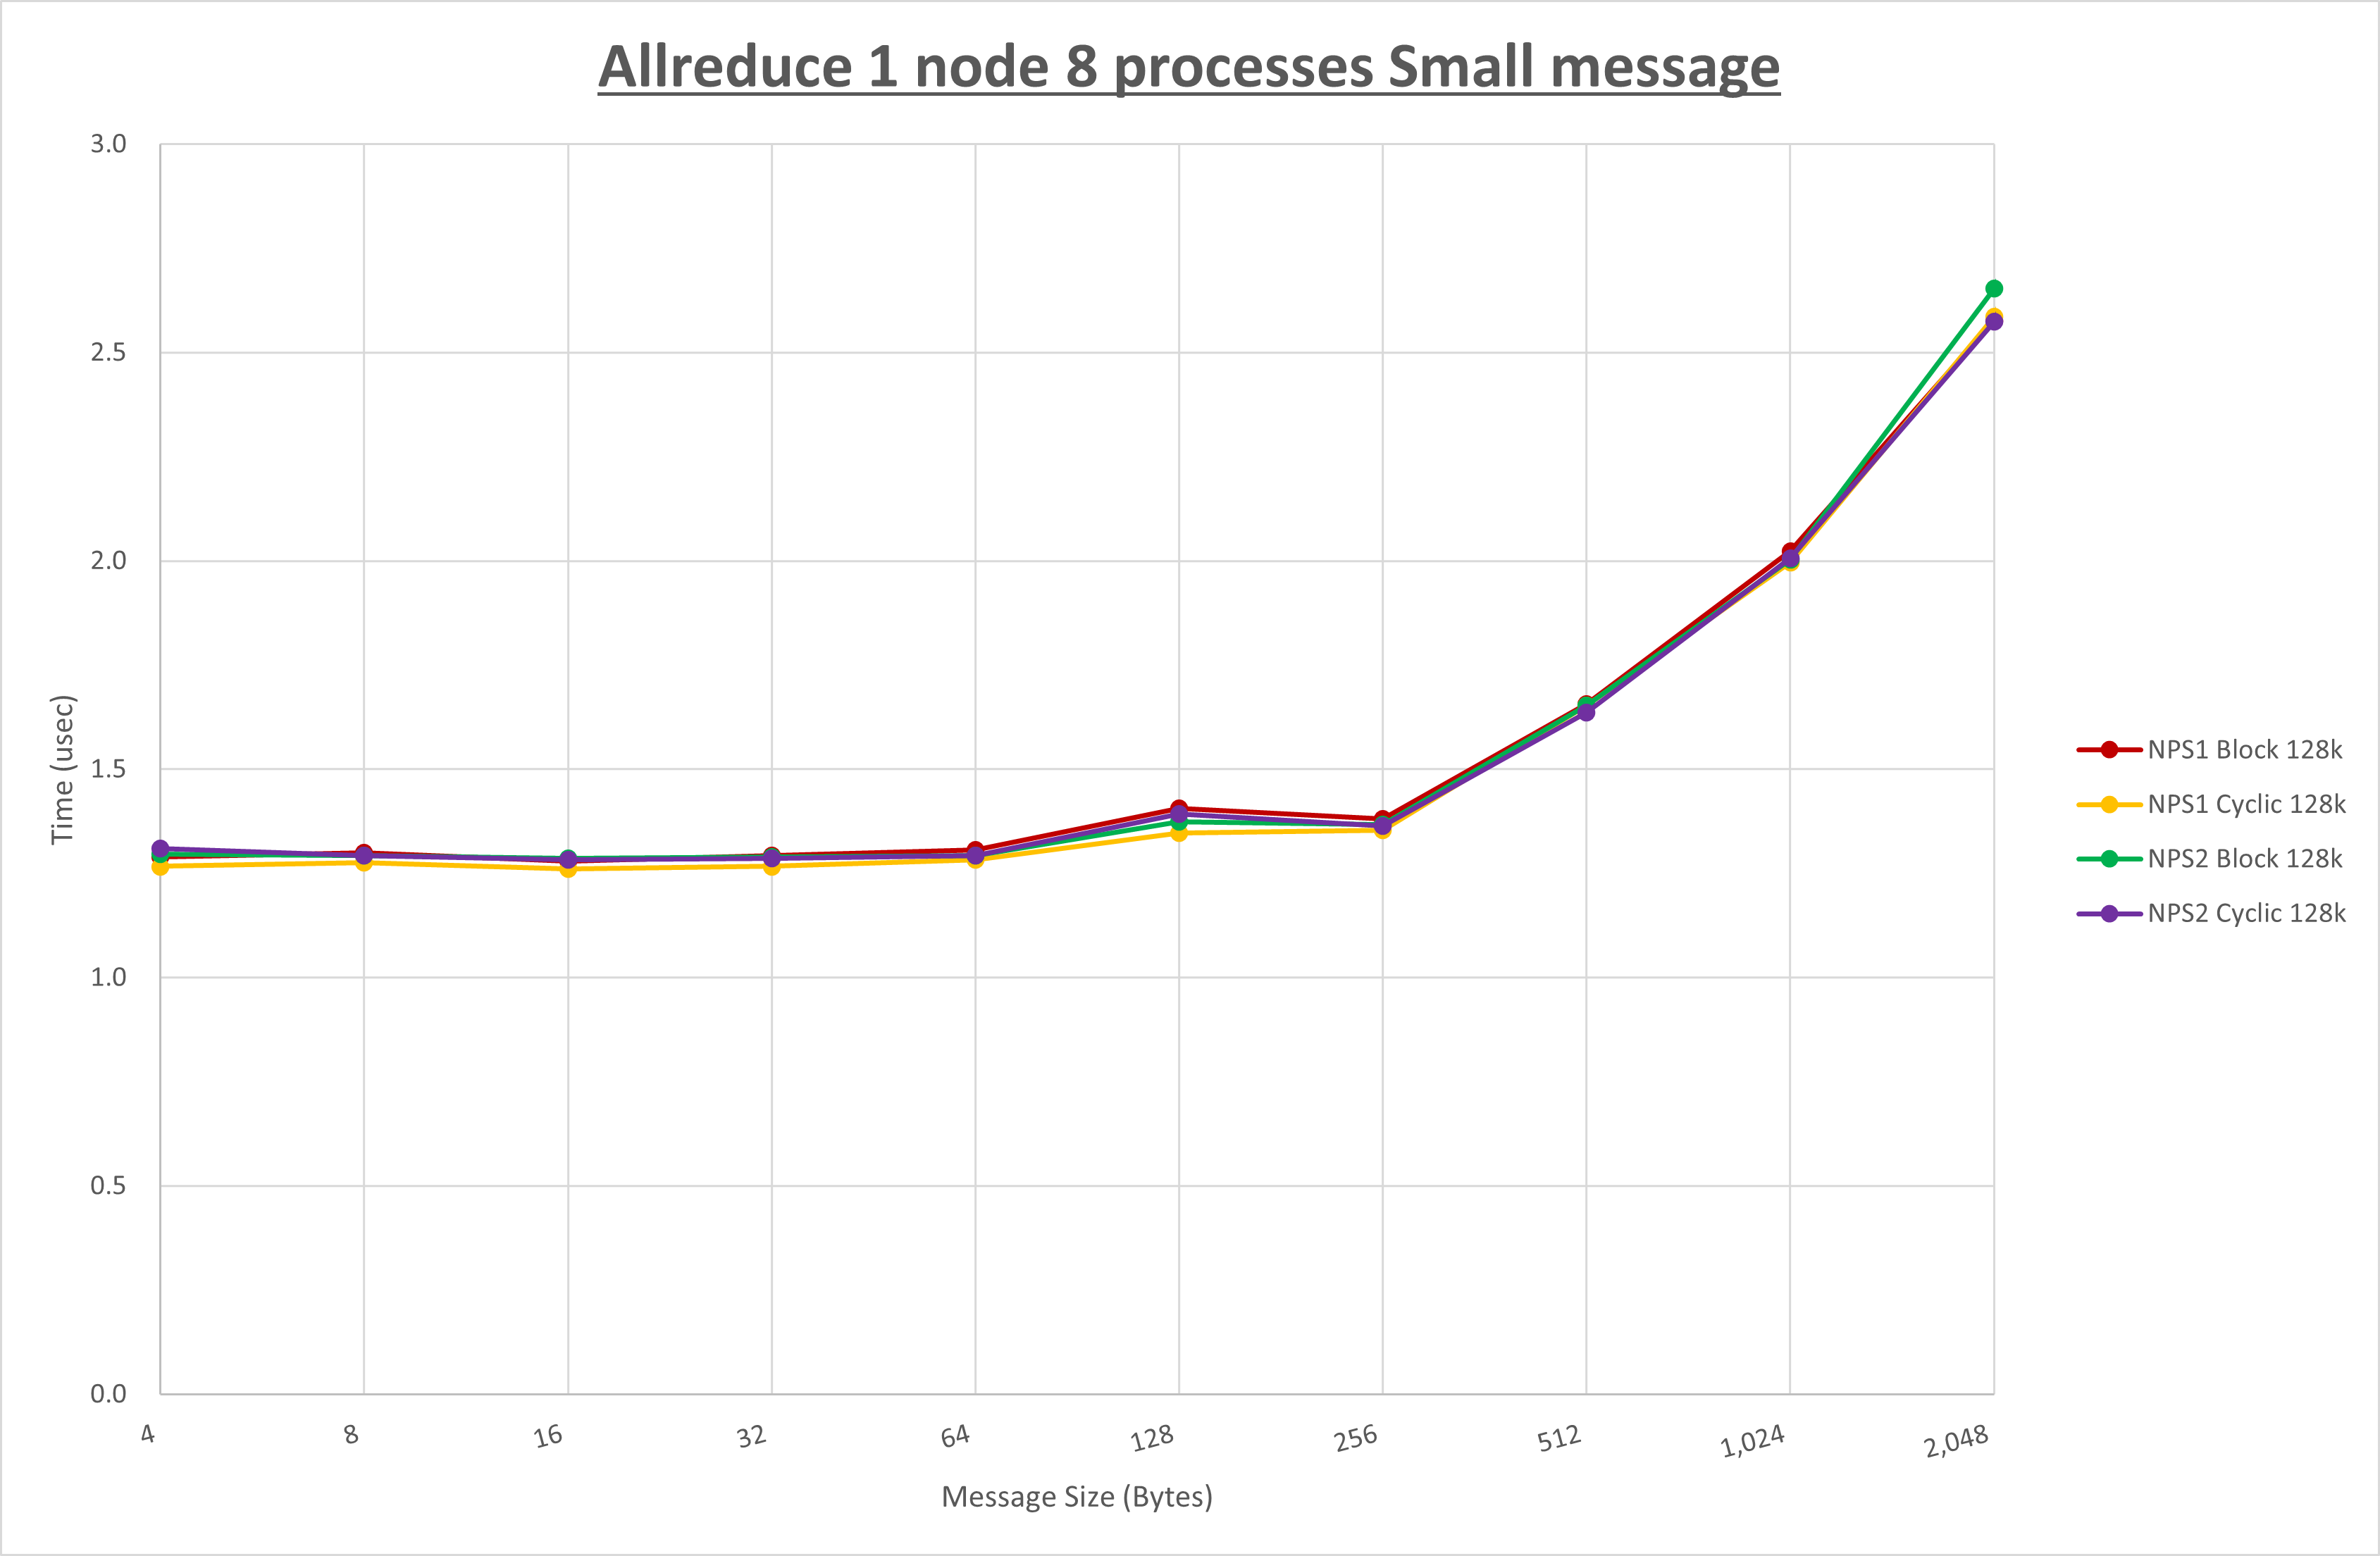 Allreduce 1 node 8 processes Small message
3.0
2.5
2.0
1.5
1.0
0.5
0.0
Time (usec)
4
8
16
32
64
128
256
512
1,024
2,048
Message Size (Bytes)
NPS1 Block 128k
NPS1 Cyclic 128k
NPS2 Block 128k
NPS2 Cyclic 128k